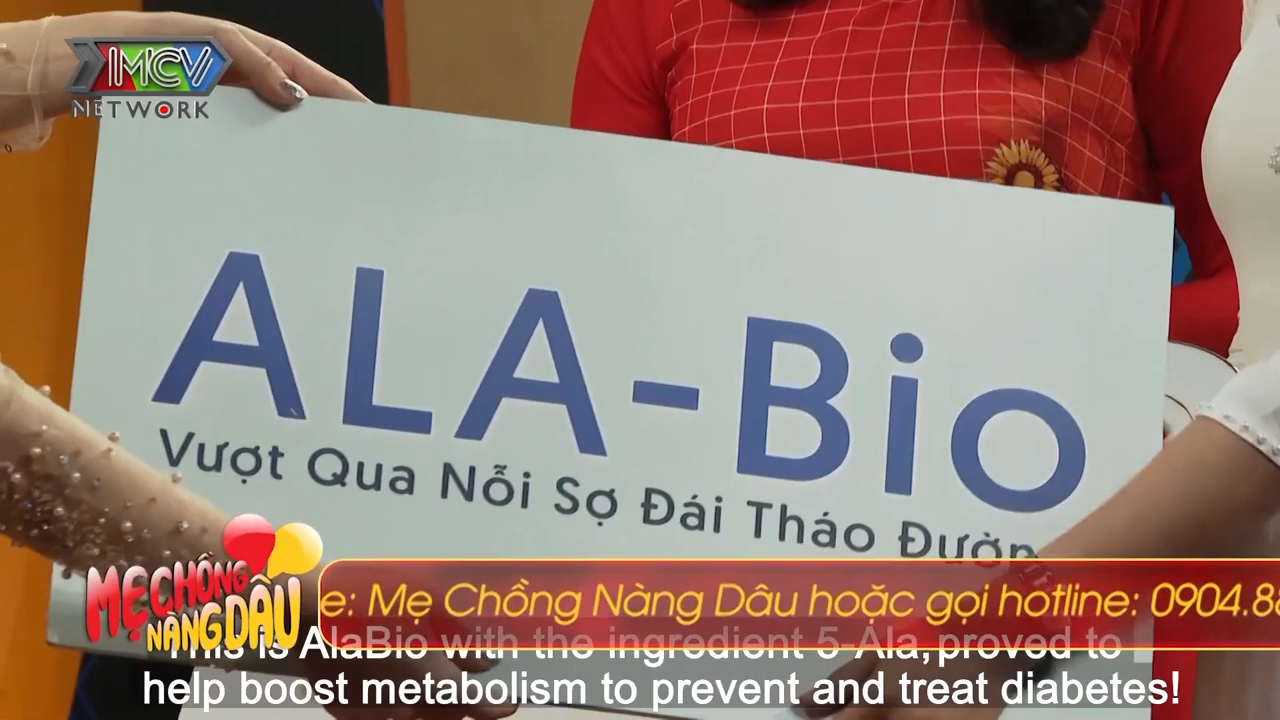 MCV
NETWORK
ALA-Bio
Vượt Qua Nỗi Sợ Đái Tháo Đườn
MẸ CHỒNG
NÀNG DÂU
e: Mẹ Chồng Nàng Dâu hoặc gọi hotline: 0904.88
This is AlaBio with the ingredient 5-Ala, proved to
help boost metabolism to prevent and treat diabetes!